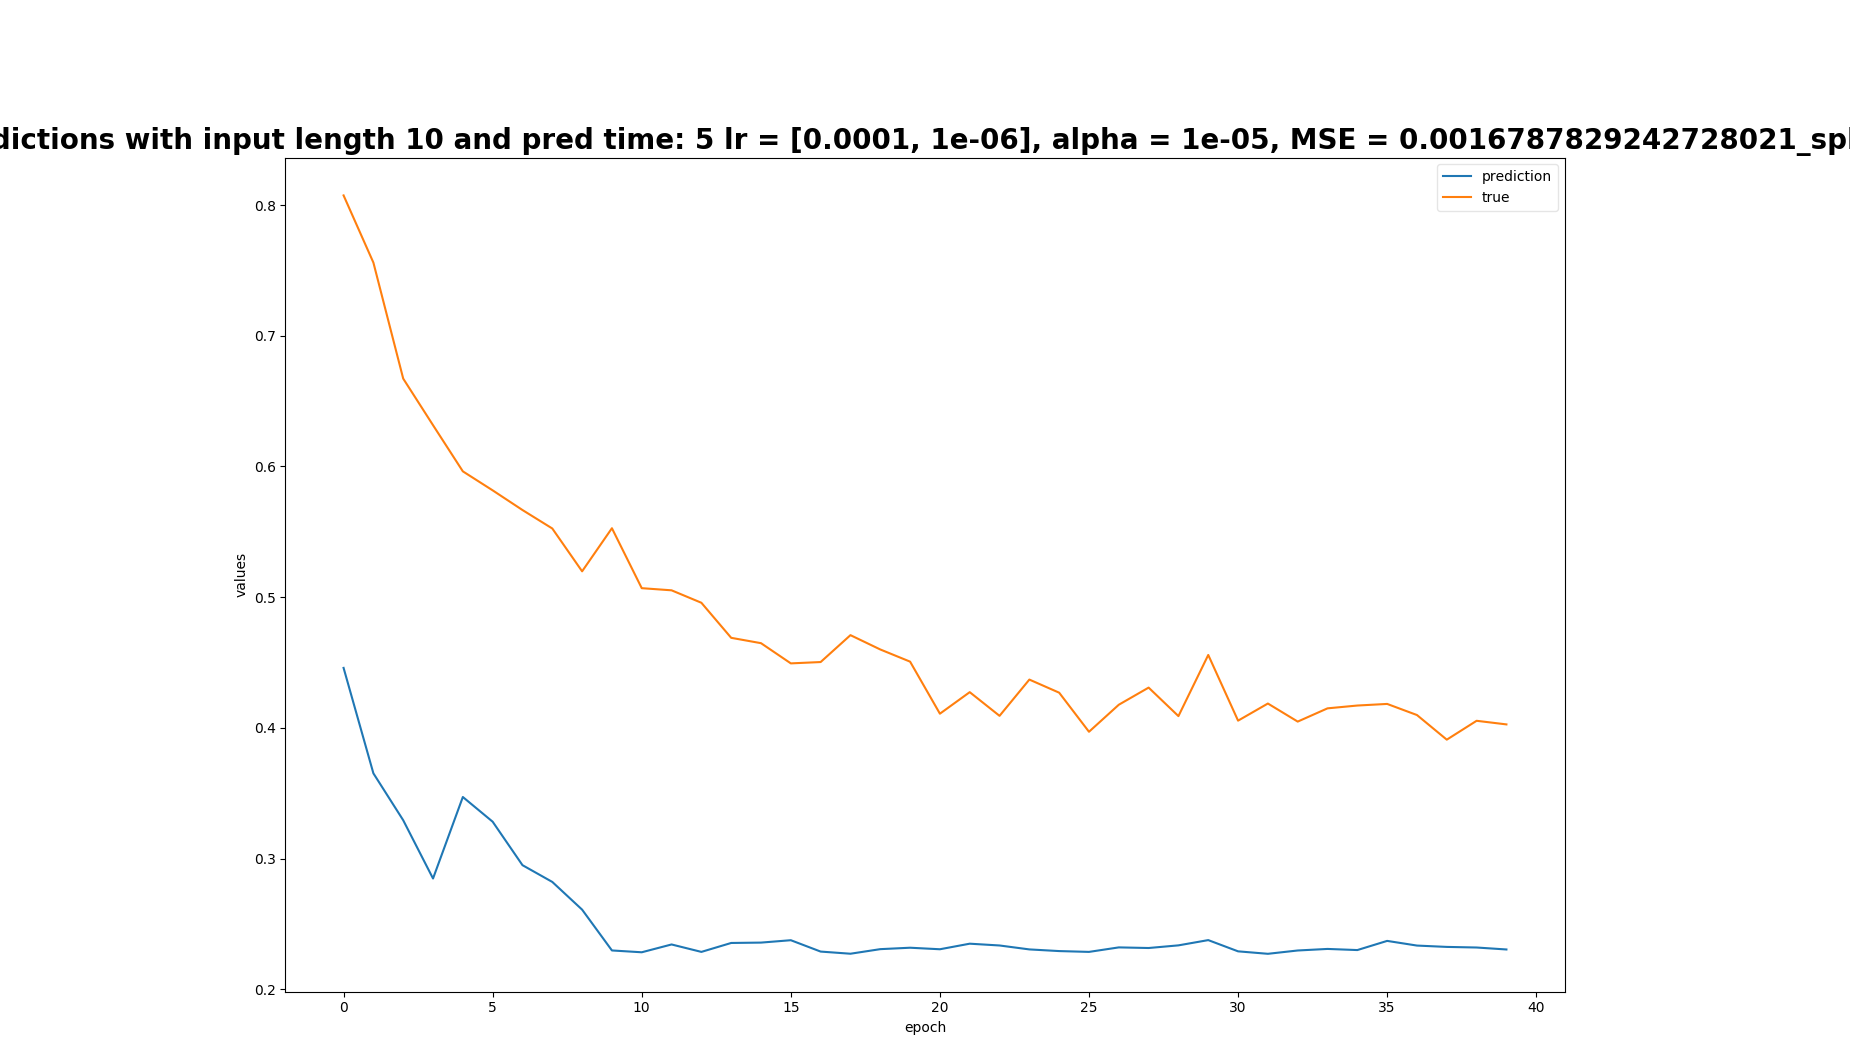 dictions with input length 10 and pred time: 5 lr = [0.0001, 1e-06], alpha = 1e-05, MSE = 0.0016787829242728021_spl
prediction
true
0.8
0.7
0.6
0.5
0.4
0.3
0.2
values
0 5 10 15 20 25 30 35 40
epoch